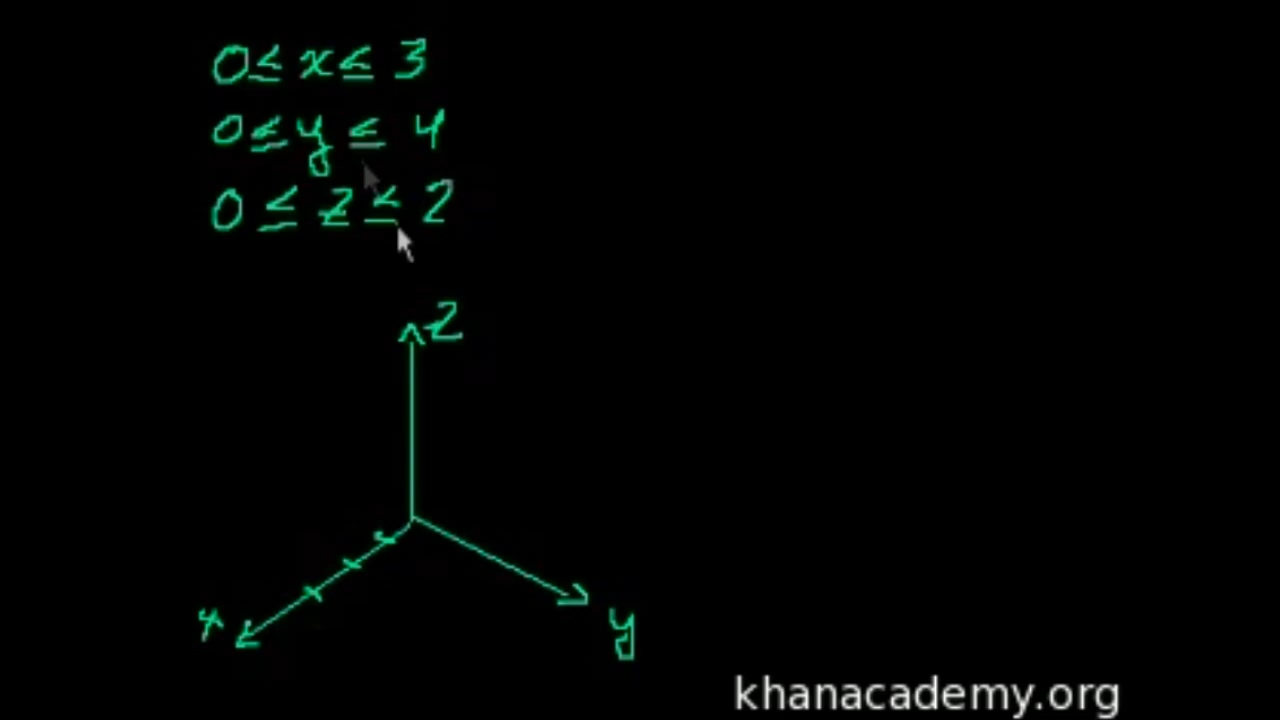 0 ≤ x ≤ 3
0 ≤ y ≤ 4
0 ≤ z ≤ 2
z
x
y
khanacademy.org